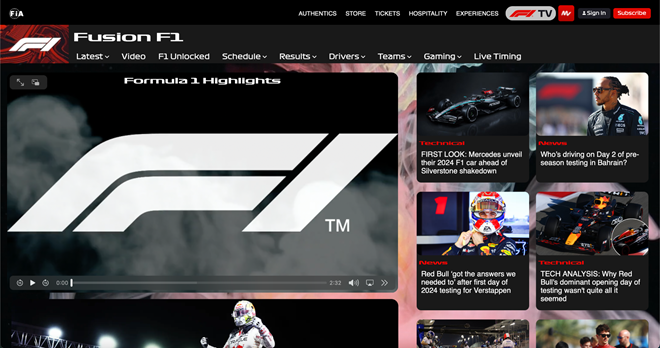 FIA
AUTHENTICS STORE TICKETS HOSPITALITY EXPERIENCES F1 TV Sign In Subscribe
F1 Fusion F1
Latest Video F1 Unlocked Schedule Results Drivers Teams Gaming Live Timing
Formula 1 Highlights
TM
0:00 2:32
Technical
FIRST LOOK: Mercedes unveil
their 2024 F1 car ahead of
Silverstone shakedown
News
Who's driving on Day 2 of pre-
season testing in Bahrain?
1
News
Red Bull 'got the answers we
needed to' after first day of
2024 testing for Verstappen
Technical
TECH ANALYSIS: Why Red
Bull's dominant opening day of
testing wasn't quite all it
seemed